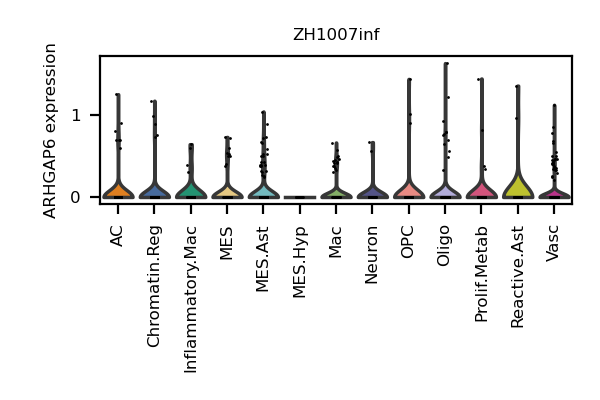 ZH1007inf
ARHGAP6 expression
1
0
AC
Chromatin.Reg
Inflammatory.Mac
MES
MES.Ast
MES.Hyp
Mac
Neuron
OPC
Oligo
Prolif.Metab
Reactive.Ast
Vasc